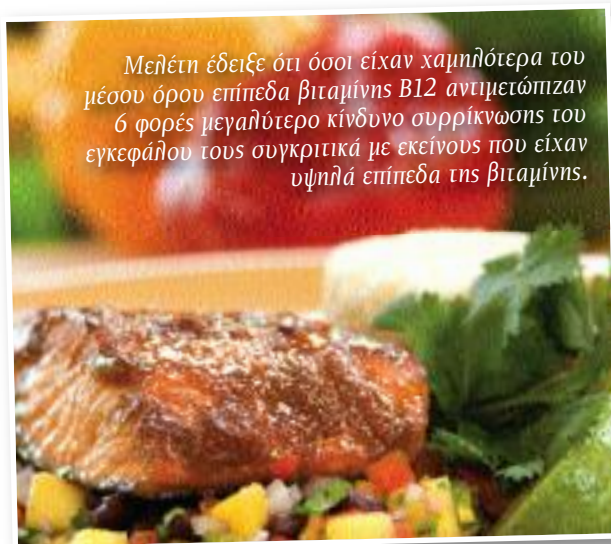 Μελέτη έδειξε ότι όσοι είχαν χαμηλότερα του
μέσου όρου επίπεδα βιταμίνης Β12 αντιμετώπιζαν
6 φορές μεγαλύτερο κίνδυνο συρρίκνωσης του
εγκεφάλου τους συγκριτικά με εκείνους που είχαν
υψηλά επίπεδα της βιταμίνης.